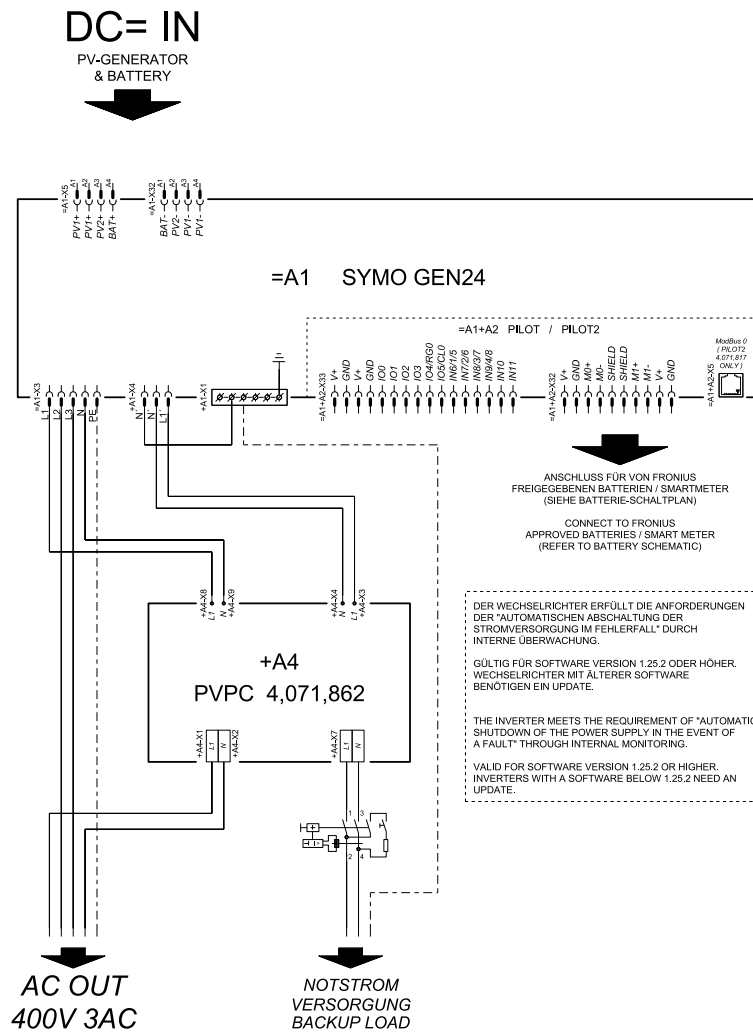 DC= IN
PV-GENERATOR
& BATTERY
=A1-X5
A1
A2
A3
A4
PV1+
PV1+
PV2+
BAT+
=A1-X32
A1
A2
A3
A4
BAT-
PV2-
PV1-
PV1-
=A1 SYMO GEN24
=A1+A2 PILOT / PILOT2
ModBus 0
( PILOT2
4,071,817
ONLY )
=A1-X3
L1
L2
L3
N
PE
+A1-X4
N'
N'
L1'
+A1-X1
=A1+A2-X33
V+
GND
V+
GND
IO0
IO1
IO2
IO3
IO4/RG0
IO5/CL0
IN6/1/5
IN7/2/6
IN8/3/7
IN9/4/8
IN10
IN11
=A1+A2-X32
V+
GND
M0+
M0-
SHIELD
SHIELD
M1+
M1-
V+
GND
=A1+A2-X5
ANSCHLUSS FÜR VON FRONIUS
FREIGEGEBENEN BATTERIEN / SMARTMETER
(SIEHE BATTERIE-SCHALTPLAN)
CONNECT TO FRONIUS
APPROVED BATTERIES / SMART METER
(REFER TO BATTERY SCHEMATIC)
+A4-X8
L1
N
+A4-X9
+A4-X4
N
L1
+A4-X3
+A4
PVPC 4,071,862
+A4-X1
L1
N
+A4-X2
+A4-X7
L1
N
DER WECHSELRICHTER ERFÜLLT DIE ANFORDERUNGEN
DER "AUTOMATISCHEN ABSCHALTUNG DER
STROMVERSORGUNG IM FEHLERFALL" DURCH
INTERNE ÜBERWACHUNG.
GÜLTIG FÜR SOFTWARE VERSION 1.25.2 ODER HÖHER.
WECHSELRICHTER MIT ÄLTERER SOFTWARE
BENÖTIGEN EIN UPDATE.
THE INVERTER MEETS THE REQUIREMENT OF "AUTOMATIC
SHUTDOWN OF THE POWER SUPPLY IN THE EVENT OF
A FAULT" THROUGH INTERNAL MONITORING.
VALID FOR SOFTWARE VERSION 1.25.2 OR HIGHER.
INVERTERS WITH A SOFTWARE BELOW 1.25.2 NEED AN
UPDATE.
1
3
2
4
AC OUT
400V 3AC
NOTSTROM
VERSORGUNG
BACKUP LOAD